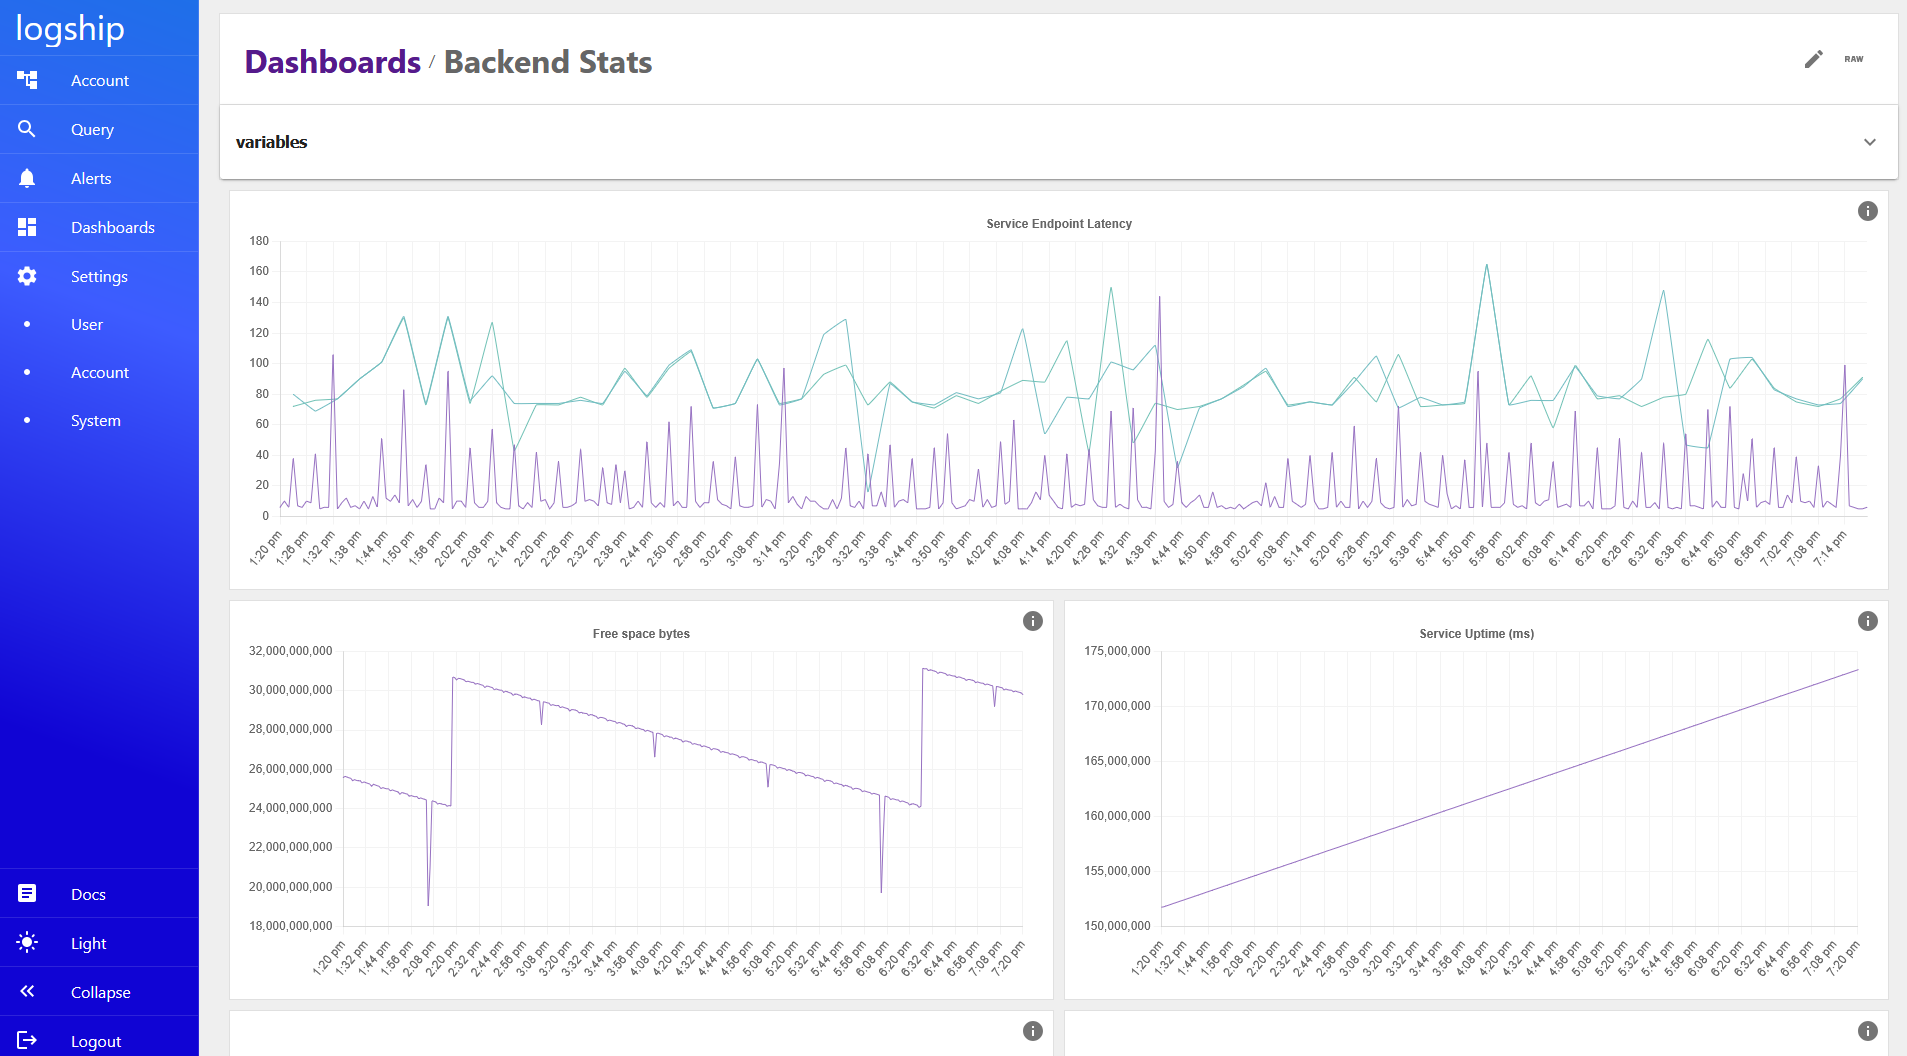 logship
Account
Query
Alerts
Dashboards
Settings
User
Account
System
Docs
Light
Collapse
Logout
Dashboards / Backend Stats
RAW
variables
Service Endpoint Latency
180
160
140
120
100
80
60
40
20
0
1:20 pm 1:26 pm 1:32 pm 1:38 pm 1:44 pm 1:50 pm 1:56 pm 2:02 pm 2:08 pm 2:14 pm 2:20 pm 2:26 pm 2:32 pm 2:38 pm 2:44 pm 2:50 pm 2:56 pm 3:02 pm 3:08 pm 3:14 pm 3:20 pm 3:26 pm 3:32 pm 3:38 pm 3:44 pm 3:50 pm 3:56 pm 4:02 pm 4:08 pm 4:14 pm 4:20 pm 4:26 pm 4:32 pm 4:38 pm 4:44 pm 4:50 pm 4:56 pm 5:02 pm 5:08 pm 5:14 pm 5:20 pm 5:26 pm 5:32 pm 5:38 pm 5:44 pm 5:50 pm 5:56 pm 6:02 pm 6:08 pm 6:14 pm 6:20 pm 6:26 pm 6:32 pm 6:38 pm 6:44 pm 6:50 pm 6:56 pm 7:02 pm 7:08 pm 7:14 pm
Free space bytes
32,000,000,000
30,000,000,000
28,000,000,000
26,000,000,000
24,000,000,000
22,000,000,000
20,000,000,000
18,000,000,000
1:20 pm 1:32 pm 1:44 pm 1:56 pm 2:08 pm 2:20 pm 2:32 pm 2:44 pm 2:56 pm 3:08 pm 3:20 pm 3:32 pm 3:44 pm 3:56 pm 4:08 pm 4:20 pm 4:32 pm 4:44 pm 4:56 pm 5:08 pm 5:20 pm 5:32 pm 5:44 pm 5:56 pm 6:08 pm 6:20 pm 6:32 pm 6:44 pm 6:56 pm 7:08 pm 7:20 pm
Service Uptime (ms)
175,000,000
170,000,000
165,000,000
160,000,000
155,000,000
150,000,000
1:20 pm 1:32 pm 1:44 pm 1:56 pm 2:08 pm 2:20 pm 2:32 pm 2:44 pm 2:56 pm 3:08 pm 3:20 pm 3:32 pm 3:44 pm 3:56 pm 4:08 pm 4:20 pm 4:32 pm 4:44 pm 4:56 pm 5:08 pm 5:20 pm 5:32 pm 5:44 pm 5:56 pm 6:08 pm 6:20 pm 6:32 pm 6:44 pm 6:56 pm 7:08 pm 7:20 pm